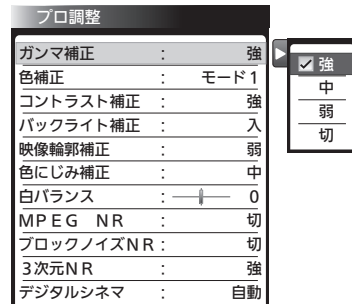 プロ調整
ガンマ補正 : 強
色補正 : モード1
コントラスト補正 : 強
バックライト補正 : 入
映像輪郭補正 : 弱
色にじみ補正 : 中
白バランス : 0
MPEG NR : 切
ブロックノイズNR : 切
3次元NR : 強
デジタルシネマ : 自動
強
中
弱
切